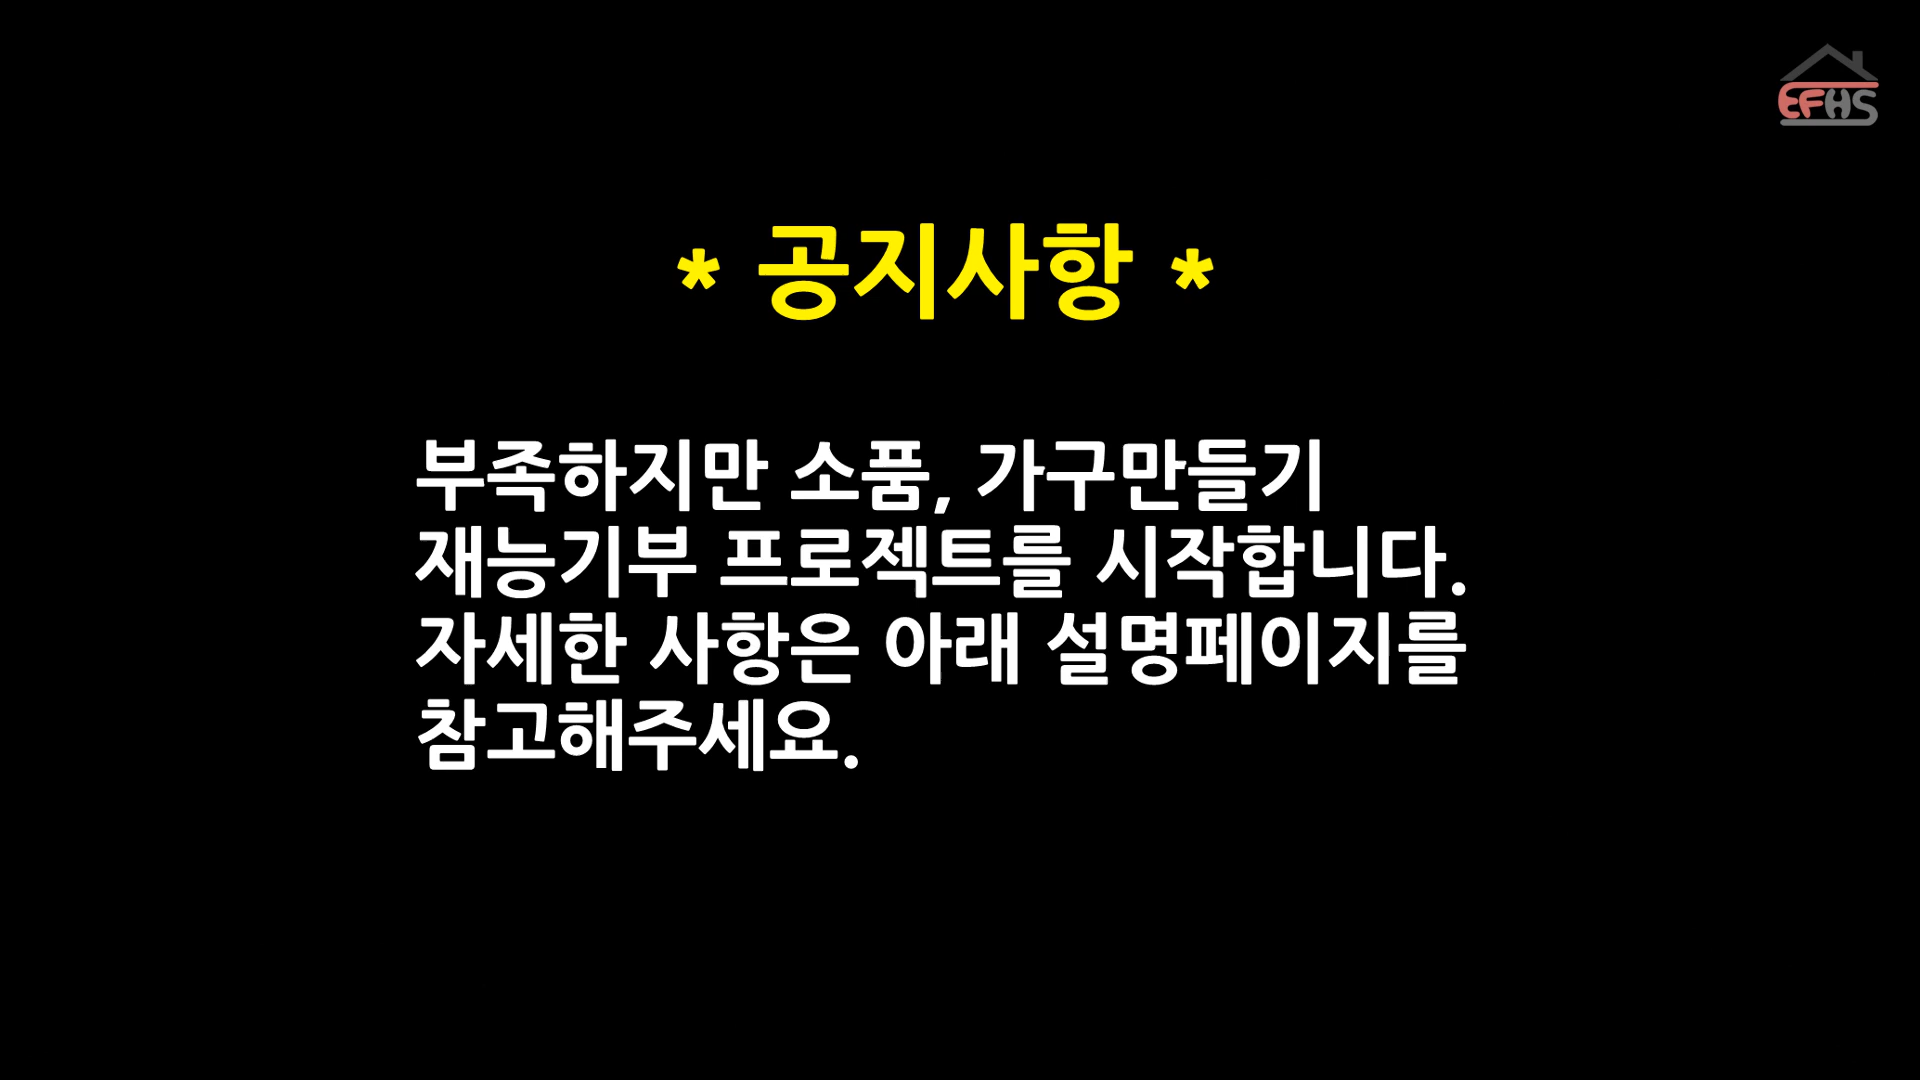 EFHS
* 공지사항 *
부족하지만 소품, 가구만들기
재능기부 프로젝트를 시작합니다.
자세한 사항은 아래 설명페이지를
참고해주세요.